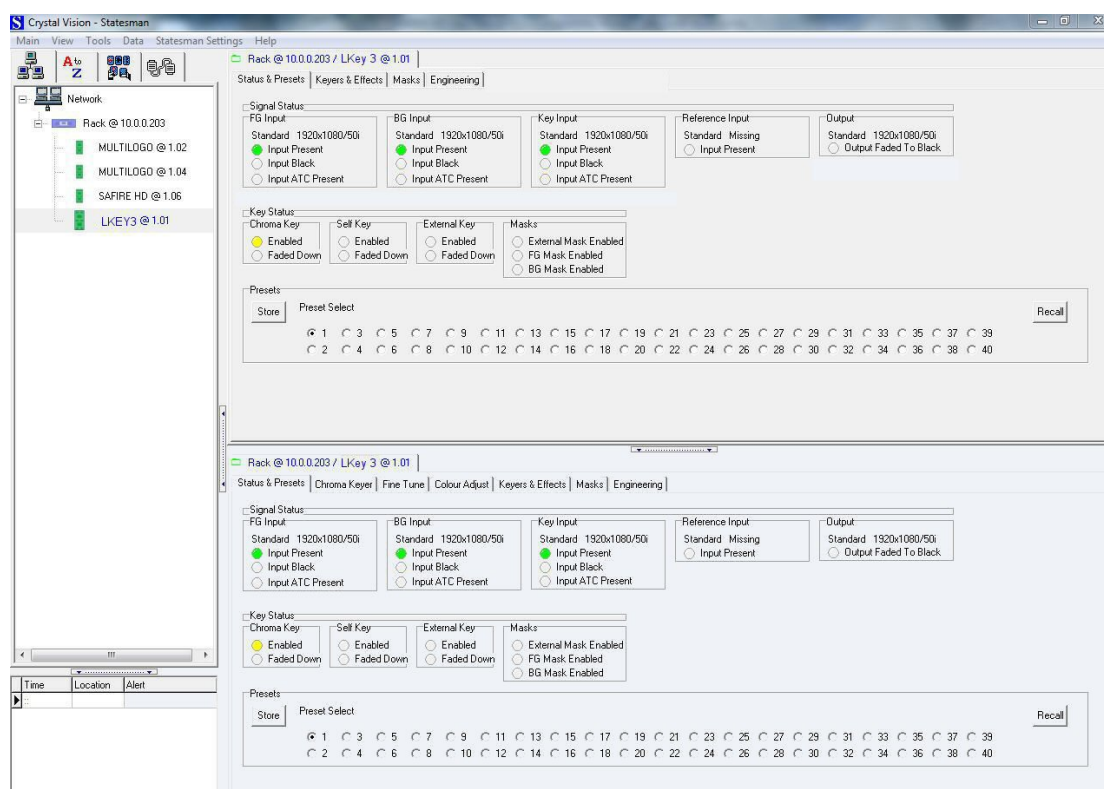 Crystal Vision - Statesman
Main View Tools Data Statesman Settings Help
A to Z
Network
Rack @ 10.0.0.203
MULTILOGO @ 1.02
MULTILOGO @ 1.04
SAFIRE HD @ 1.06
LKEY3 @ 1.01
Time Location Alert
Rack @ 10.0.0.203 / LKey 3 @ 1.01
Status & Presets Keyers & Effects Masks Engineering
Signal Status
FG Input BG Input Key Input Reference Input Output
Standard 1920x1080/50i Standard 1920x1080/50i Standard 1920x1080/50i Standard Missing Standard 1920x1080/50i
Input Present Input Present Input Present Input Present Output Faded To Black
Input Black Input Black Input Black
Input ATC Present Input ATC Present Input ATC Present
Key Status
Chroma Key Self Key External Key Masks
Enabled Enabled Enabled External Mask Enabled
Faded Down Faded Down Faded Down FG Mask Enabled
BG Mask Enabled
Presets
Store Preset Select Recall
1 3 5 7 9 11 13 15 17 19 21 23 25 27 29 31 33 35 37 39
2 4 6 8 10 12 14 16 18 20 22 24 26 28 30 32 34 36 38 40
Rack @ 10.0.0.203 / LKey 3 @ 1.01
Status & Presets Chroma Keyer Fine Tune Colour Adjust Keyers & Effects Masks Engineering
Signal Status
FG Input BG Input Key Input Reference Input Output
Standard 1920x1080/50i Standard 1920x1080/50i Standard 1920x1080/50i Standard Missing Standard 1920x1080/50i
Input Present Input Present Input Present Input Present Output Faded To Black
Input Black Input Black Input Black
Input ATC Present Input ATC Present Input ATC Present
Key Status
Chroma Key Self Key External Key Masks
Enabled Enabled Enabled External Mask Enabled
Faded Down Faded Down Faded Down FG Mask Enabled
BG Mask Enabled
Presets
Store Preset Select Recall
1 3 5 7 9 11 13 15 17 19 21 23 25 27 29 31 33 35 37 39
2 4 6 8 10 12 14 16 18 20 22 24 26 28 30 32 34 36 38 40